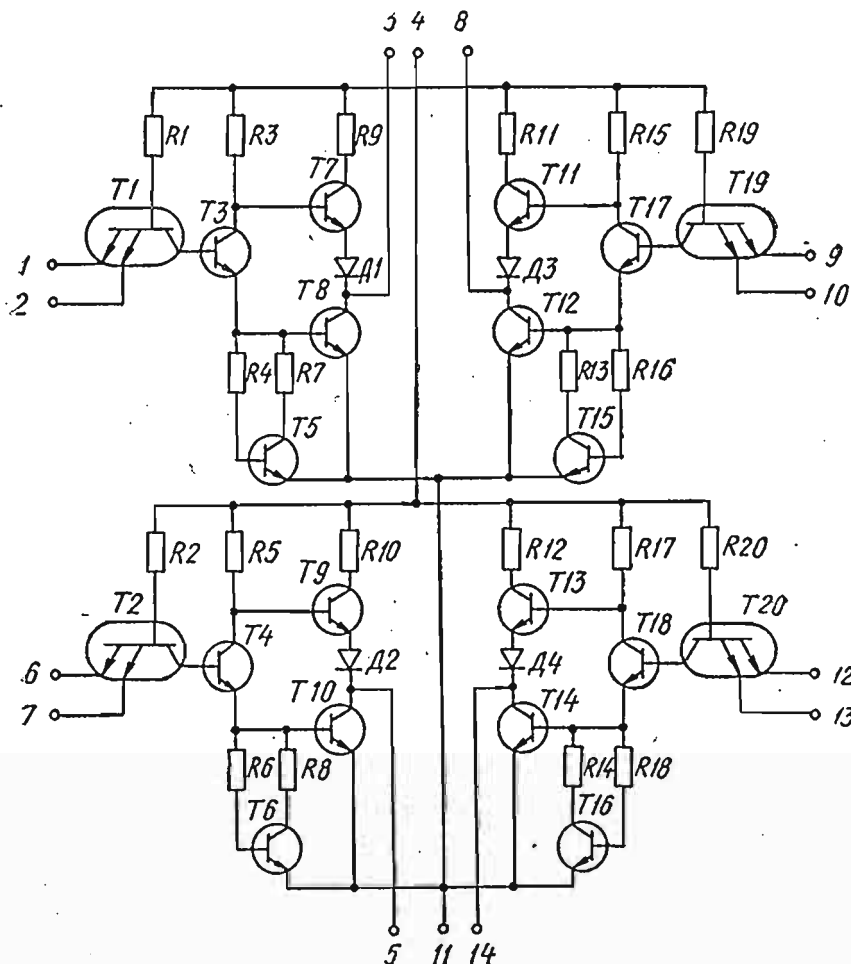 3 4 8
R1 R3 R9 R11 R15 R19
T1 T3 T7 T11 T17 T19
1 Д1 Д3 9
2 T8 T12 10
R4 R7 R13 R16
T5 T15
R2 R5 R10 R12 R17 R20
T2 T4 T9 T13 T18 T20
6 Д2 Д4 12
7 T10 T14 13
R6 R8 R14 R18
T6 T16
5 11 14